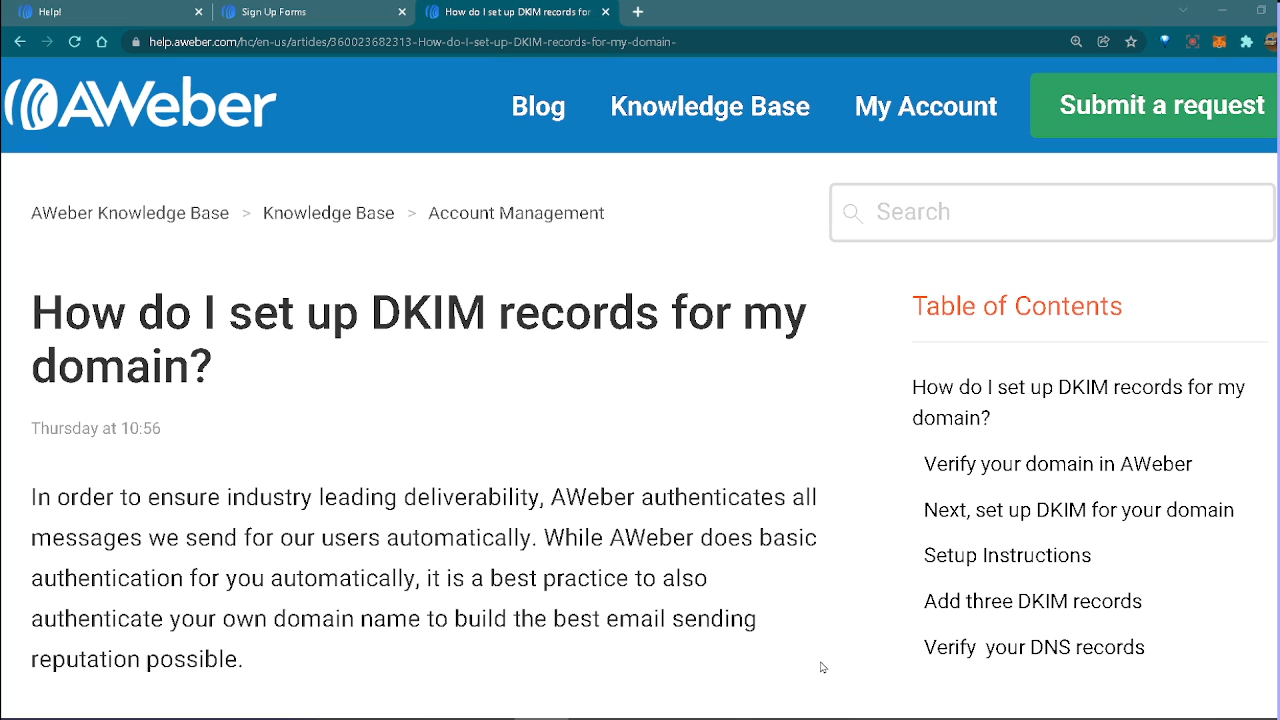 Help!
Sign Up Forms
How do I set up DKIM records for
help.aweber.com/hc/en-us/articles/360023682313-How-do-I-set-up-DKIM-records-for-my-domain-
AWeber
Blog
Knowledge Base
My Account
Submit a request
AWeber Knowledge Base > Knowledge Base > Account Management
Search
How do I set up DKIM records for my
domain?
Thursday at 10:56
In order to ensure industry leading deliverability, AWeber authenticates all
messages we send for our users automatically. While AWeber does basic
authentication for you automatically, it is a best practice to also
authenticate your own domain name to build the best email sending
reputation possible.
Table of Contents
How do I set up DKIM records for my
domain?
Verify your domain in AWeber
Next, set up DKIM for your domain
Setup Instructions
Add three DKIM records
Verify  your DNS records